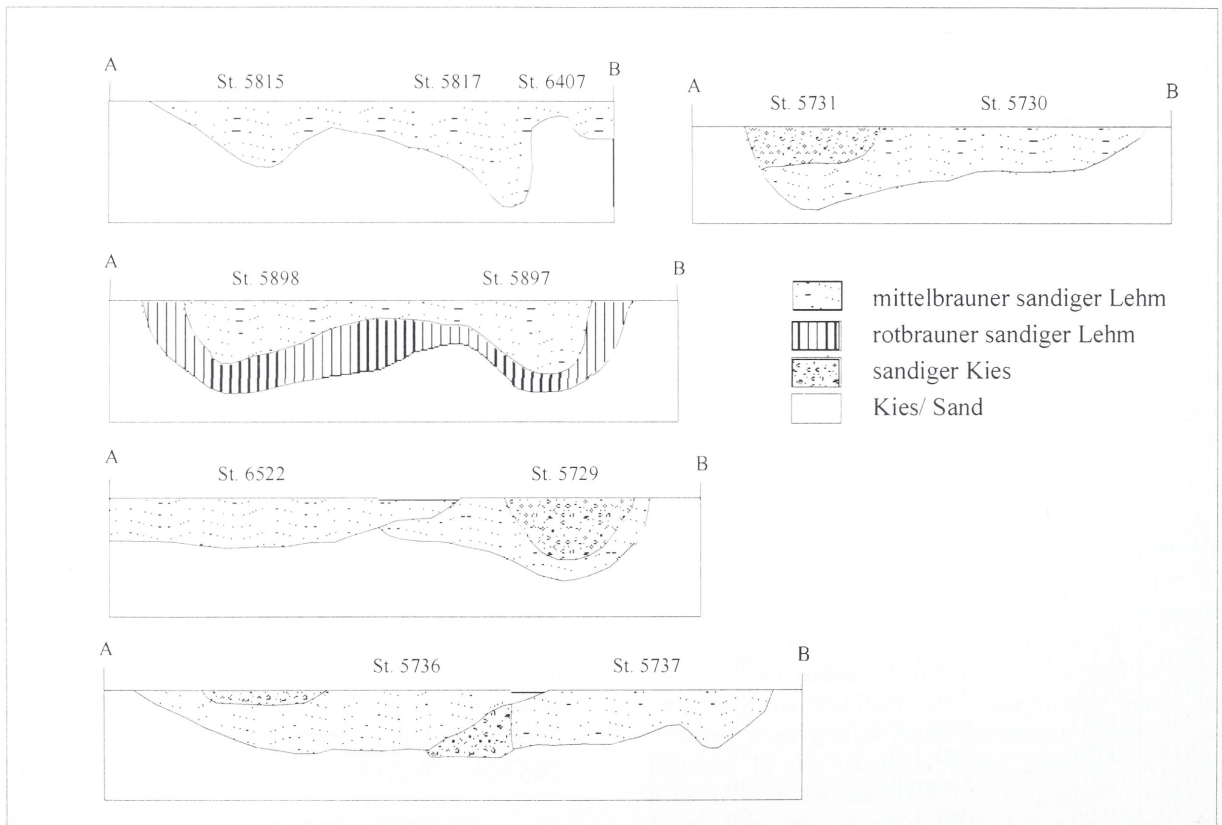 A B
St. 5815 St. 5817 St. 6407
A B
St. 5731 St. 5730
A B
St. 5898 St. 5897
mittelbrauner sandiger Lehm
rotbrauner sandiger Lehm
sandiger Kies
Kies/ Sand
A B
St. 6522 St. 5729
A B
St. 5736 St. 5737